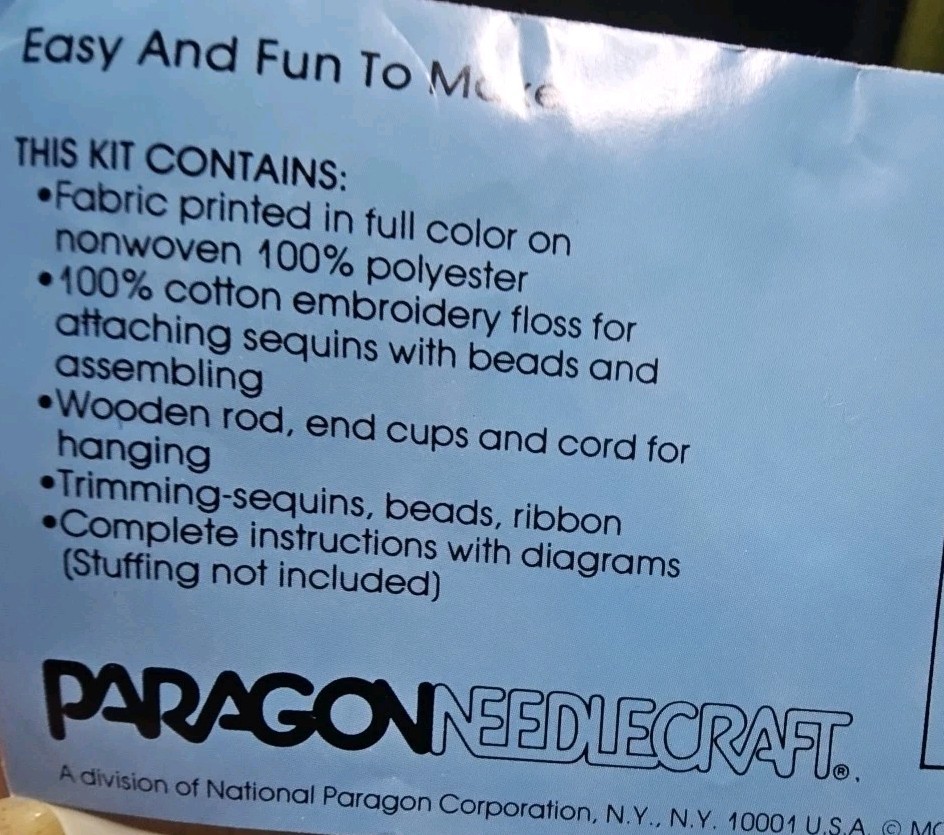 Easy And Fun To
THIS KIT CONTAINS:
•Fabric printed in full color on
nonwoven 100% polyester
•100% cotton embroidery floss for
attaching sequins with beads and
assembling
•Wooden rod, end cups and cord for
hanging
•Trimming-sequins, beads, ribbon
•Complete instructions with diagrams
(Stuffing not included)
PARAGON NEEDLECRAFT®.
A division of National Paragon Corporation, N.Y., N.Y. 10001 U.S.A. ©